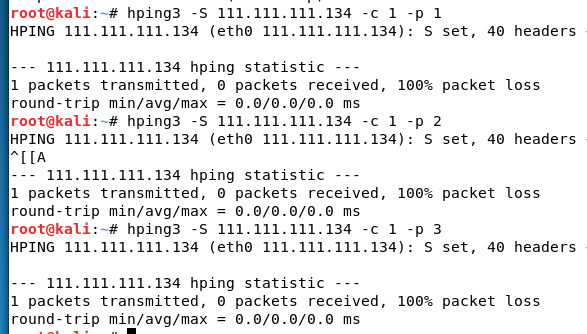 root@kali:~# hping3 -S 111.111.111.134 -c 1 -p 1
HPING 111.111.111.134 (eth0 111.111.111.134): S set, 40 headers
--- 111.111.111.134 hping statistic ---
1 packets transmitted, 0 packets received, 100% packet loss
round-trip min/avg/max = 0.0/0.0/0.0 ms
root@kali:~# hping3 -S 111.111.111.134 -c 1 -p 2
HPING 111.111.111.134 (eth0 111.111.111.134): S set, 40 headers
^[[A
--- 111.111.111.134 hping statistic ---
1 packets transmitted, 0 packets received, 100% packet loss
round-trip min/avg/max = 0.0/0.0/0.0 ms
root@kali:~# hping3 -S 111.111.111.134 -c 1 -p 3
HPING 111.111.111.134 (eth0 111.111.111.134): S set, 40 headers
--- 111.111.111.134 hping statistic ---
1 packets transmitted, 0 packets received, 100% packet loss
round-trip min/avg/max = 0.0/0.0/0.0 ms